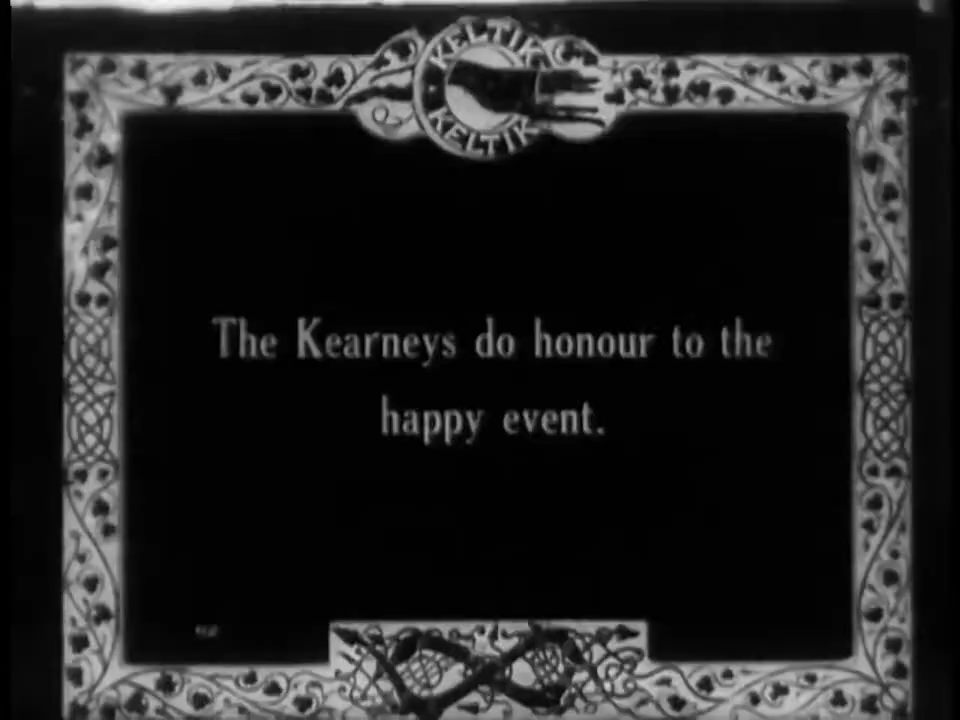 KELTIK
KELTIK
The Kearneys do honour to the
happy event.